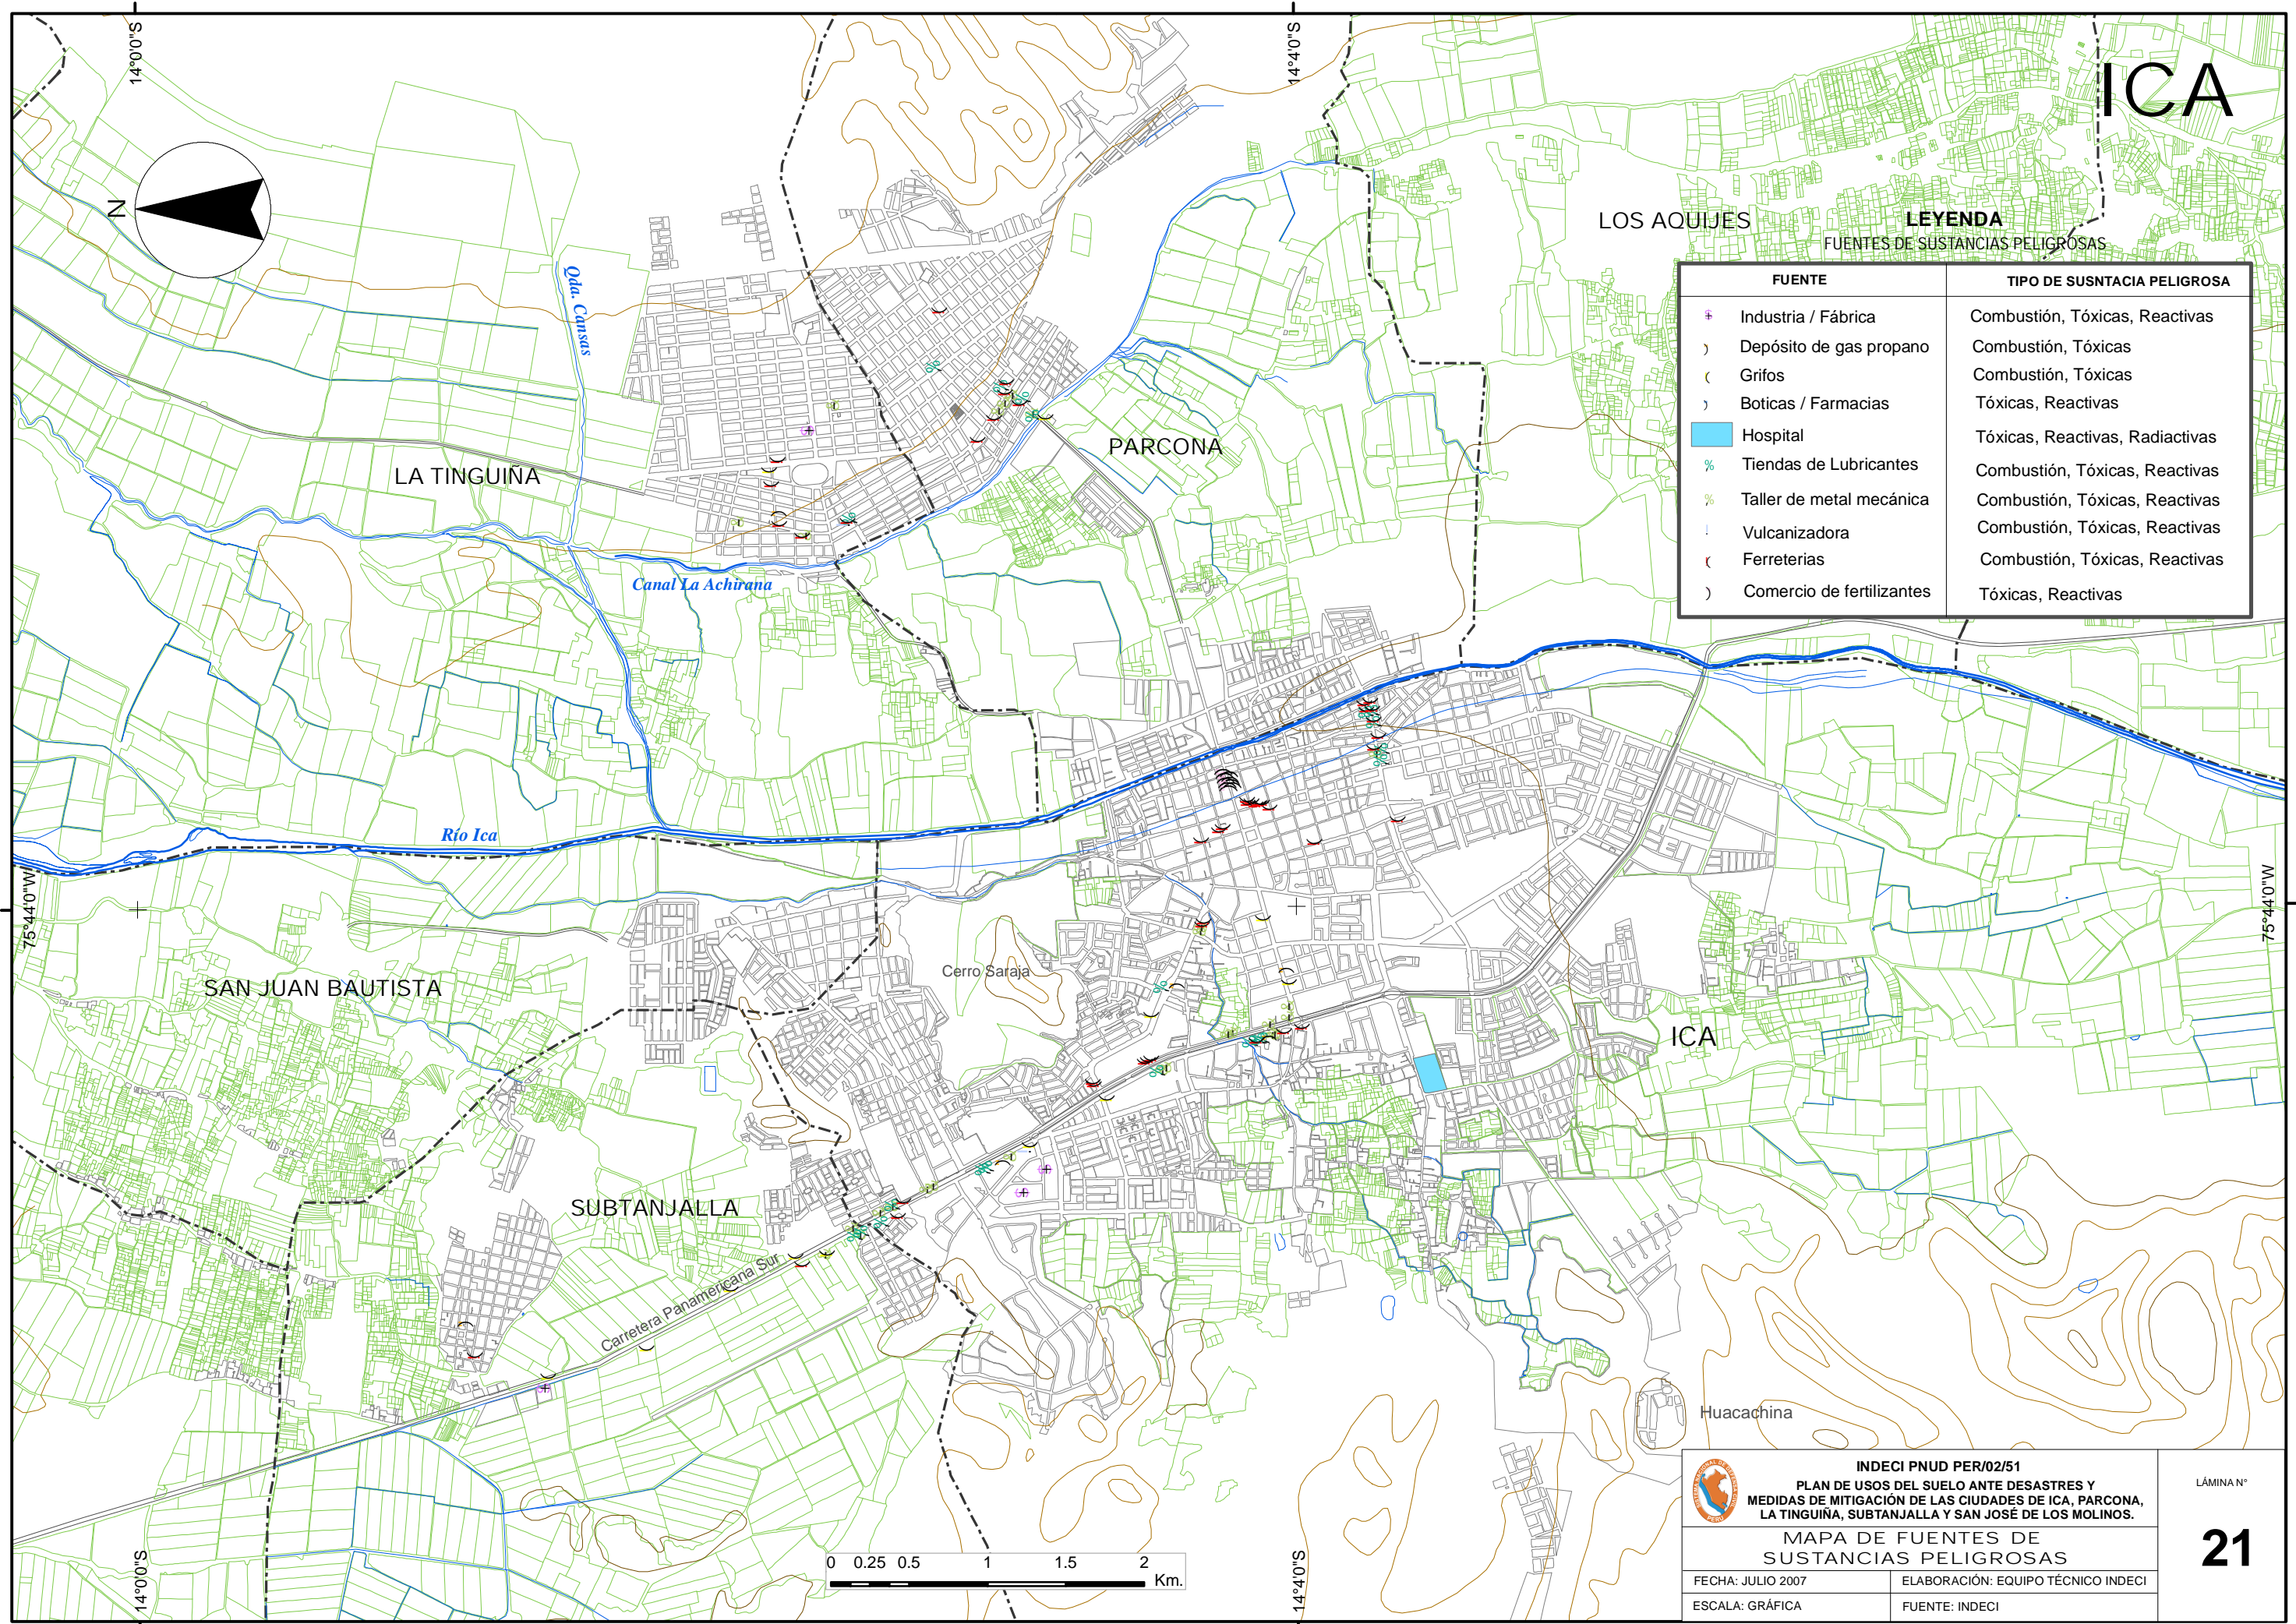 14°0'0"S
14°4'0"S
ICA
N
LOS AQUIJES
LEYENDA
FUENTES DE SUSTANCIAS PELIGROSAS
FUENTE
TIPO DE SUSNTACIA PELIGROSA
Industria / Fábrica
Combustión, Tóxicas, Reactivas
Depósito de gas propano
Combustión, Tóxicas
Grifos
Combustión, Tóxicas
Boticas / Farmacias
Tóxicas, Reactivas
Hospital
Tóxicas, Reactivas, Radiactivas
Tiendas de Lubricantes
Combustión, Tóxicas, Reactivas
Taller de metal mecánica
Combustión, Tóxicas, Reactivas
Vulcanizadora
Combustión, Tóxicas, Reactivas
Ferreterias
Combustión, Tóxicas, Reactivas
Comercio de fertilizantes
Tóxicas, Reactivas
Qda. Cansas
PARCONA
LA TINGUIÑA
Canal La Achirana
Río Ica
75°44'0"W
75°44'0"W
Cerro Saraja
SAN JUAN BAUTISTA
ICA
SUBTANJALLA
Carretera Panamericana Sur
Huacachina
0 0.25 0.5 1 1.5 2
Km.
14°0'0"S
14°4'0"S
INDECI PNUD PER/02/51
PLAN DE USOS DEL SUELO ANTE DESASTRES Y
MEDIDAS DE MITIGACIÓN DE LAS CIUDADES DE ICA, PARCONA,
LA TINGUIÑA, SUBTANJALLA Y SAN JOSÉ DE LOS MOLINOS.
MAPA DE FUENTES DE
SUSTANCIAS PELIGROSAS
FECHA: JULIO 2007
ELABORACIÓN: EQUIPO TÉCNICO INDECI
ESCALA: GRÁFICA
FUENTE: INDECI
LÁMINA N°
21
PERU